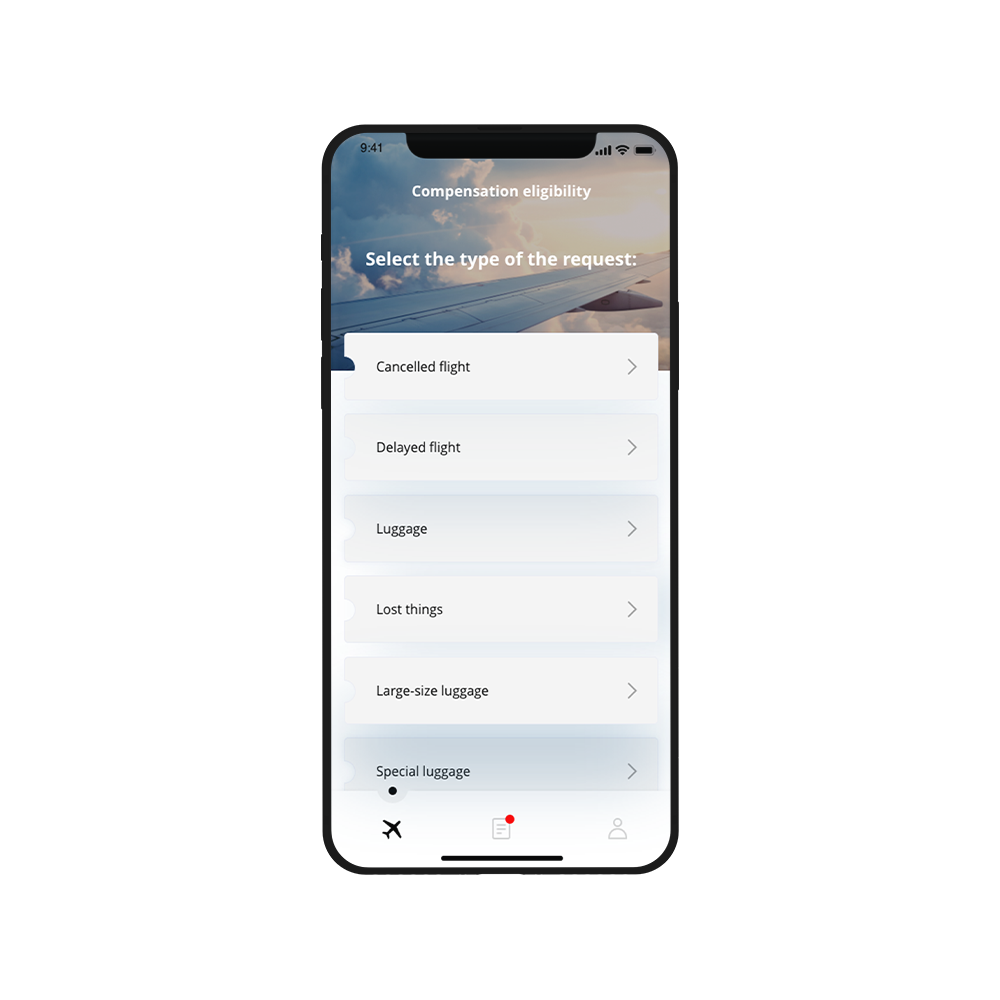 9:41
Compensation eligibility
Select the type of the request:
Cancelled flight
Delayed flight
Luggage
Lost things
Large-size luggage
Special luggage